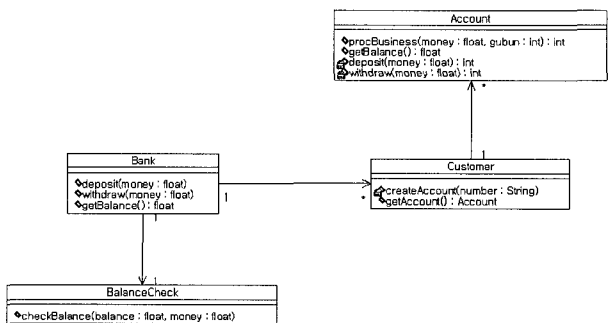 Account
procBusiness(money : float, gubun : int) : int
getBalance() : float
deposit(money : float) : int
withdraw(money : float) : int
*
1
Customer
createAccount(number : String)
getAccount() : Account
Bank
deposit(money : float)
withdraw(money : float)
getBalance() : float
1
*
1
1
BalanceCheck
checkBalance(balance : float, money : float)